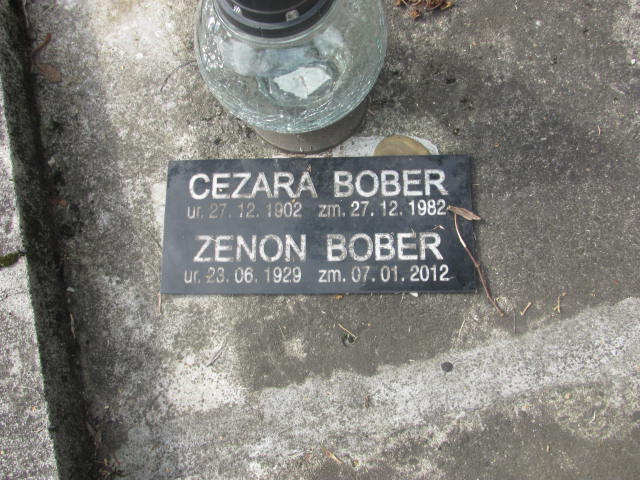 CEZARA BOBER
ur. 27. 12. 1902 zm. 27. 12. 1982
ZENON BOBER
ur. 23. 06. 1929 zm. 07. 01. 2012